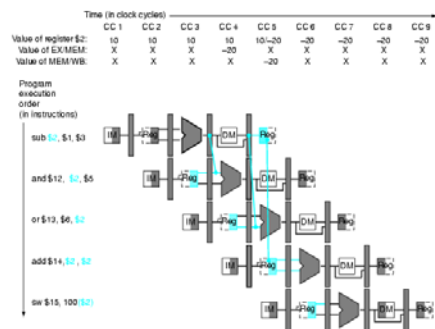 Time (in clock cycles)
CC 1 CC 2 CC 3 CC 4 CC 5 CC 6 CC 7 CC 8 CC 9
Value of register $2: 10 10 10 10 10/–20 –20 –20 –20 –20
Value of EX/MEM: X X X –20 X X X X X
Value of MEM/WB: X X X X –20 X X X X
Program
execution
order
(in instructions)
sub $2, $1, $3
IM Reg DM Reg
and $12, $2, $5
IM Reg DM Reg
or $13, $6, $2
IM Reg DM Reg
add $14, $2, $2
IM Reg DM Reg
sw $15, 100($2)
IM Reg DM Reg